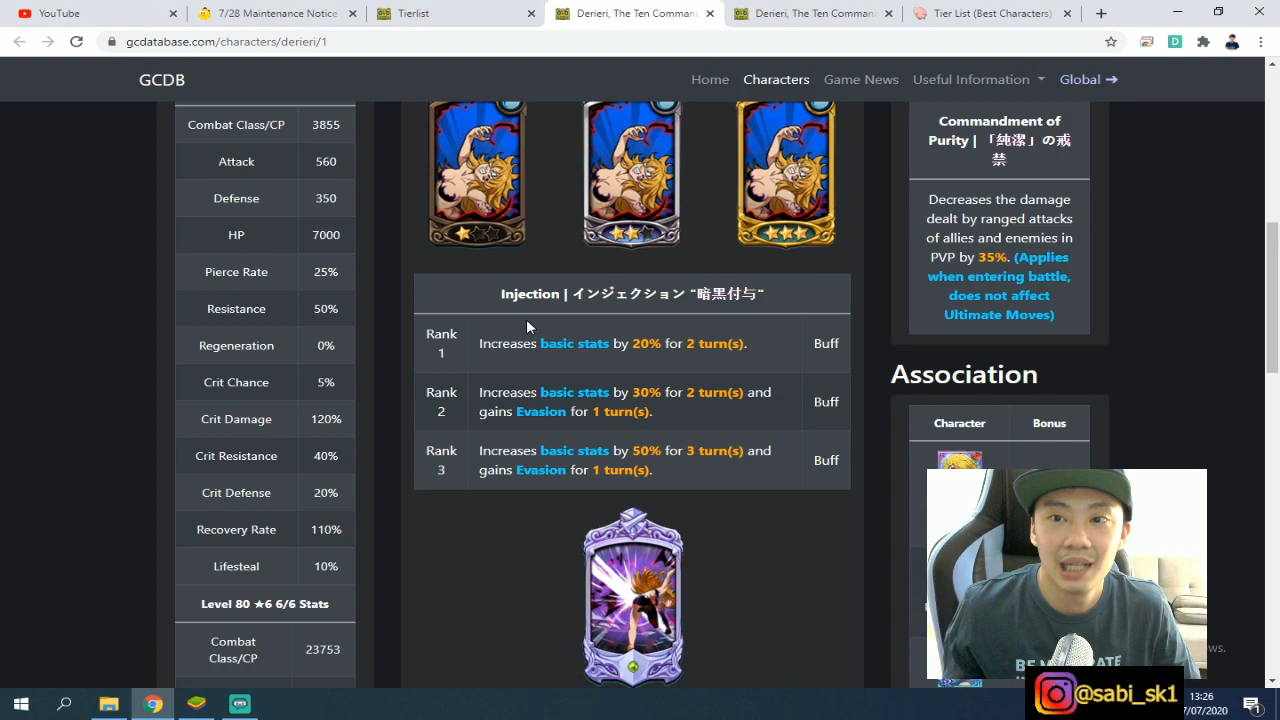 YouTube
7/28 Maintenance Notice
Tierlist
Derieri, The Ten Comman
Derieri, The Ten Comman
Tier List (Best Characters)
gcdatabase.com/characters/derieri/1
GCDB
Home
Characters
Game News
Useful Information
Global
Combat Class/CP 3855
Attack 560
Defense 350
HP 7000
Pierce Rate 25%
Resistance 50%
Regeneration 0%
Crit Chance 5%
Crit Damage 120%
Crit Resistance 40%
Crit Defense 20%
Recovery Rate 110%
Lifesteal 10%
Level 80 ★6 6/6 Stats
Combat
Class/CP
23753
Injection | インジェクション “暗黒付与“
Rank
1
Increases basic stats by 20% for 2 turn(s).
Buff
Rank
2
Increases basic stats by 30% for 2 turn(s) and
gains Evasion for 1 turn(s).
Buff
Rank
3
Increases basic stats by 50% for 3 turn(s) and
gains Evasion for 1 turn(s).
Buff
Commandment of
Purity | 「純潔」の戒
禁
Decreases the damage
dealt by ranged attacks
of allies and enemies in
PVP by 35%. (Applies
when entering battle,
does not affect
Ultimate Moves)
Association
Character Bonus
@sabi_sk1
13:26
7/07/2020